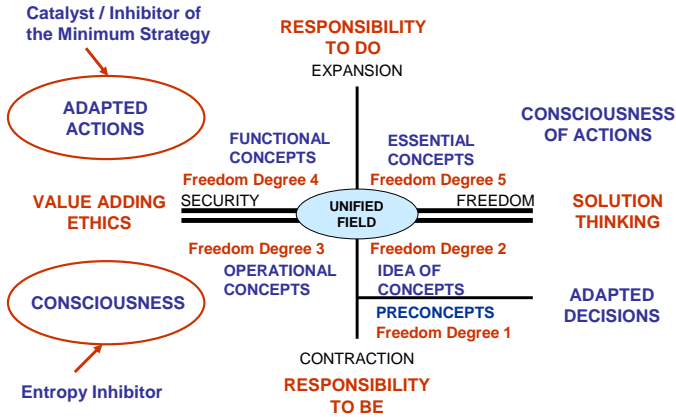 Catalyst / Inhibitor of
the Minimum Strategy
RESPONSIBILITY
TO DO
EXPANSION
ADAPTED
ACTIONS
CONSCIOUSNESS
OF ACTIONS
FUNCTIONAL
CONCEPTS
ESSENTIAL
CONCEPTS
Freedom Degree 4
Freedom Degree 5
VALUE ADDING
ETHICS
SECURITY
UNIFIED
FIELD
FREEDOM
SOLUTION
THINKING
Freedom Degree 3
Freedom Degree 2
OPERATIONAL
CONCEPTS
IDEA OF
CONCEPTS
CONSCIOUSNESS
ADAPTED
DECISIONS
PRECONCEPTS
Freedom Degree 1
CONTRACTION
RESPONSIBILITY
TO BE
Entropy Inhibitor